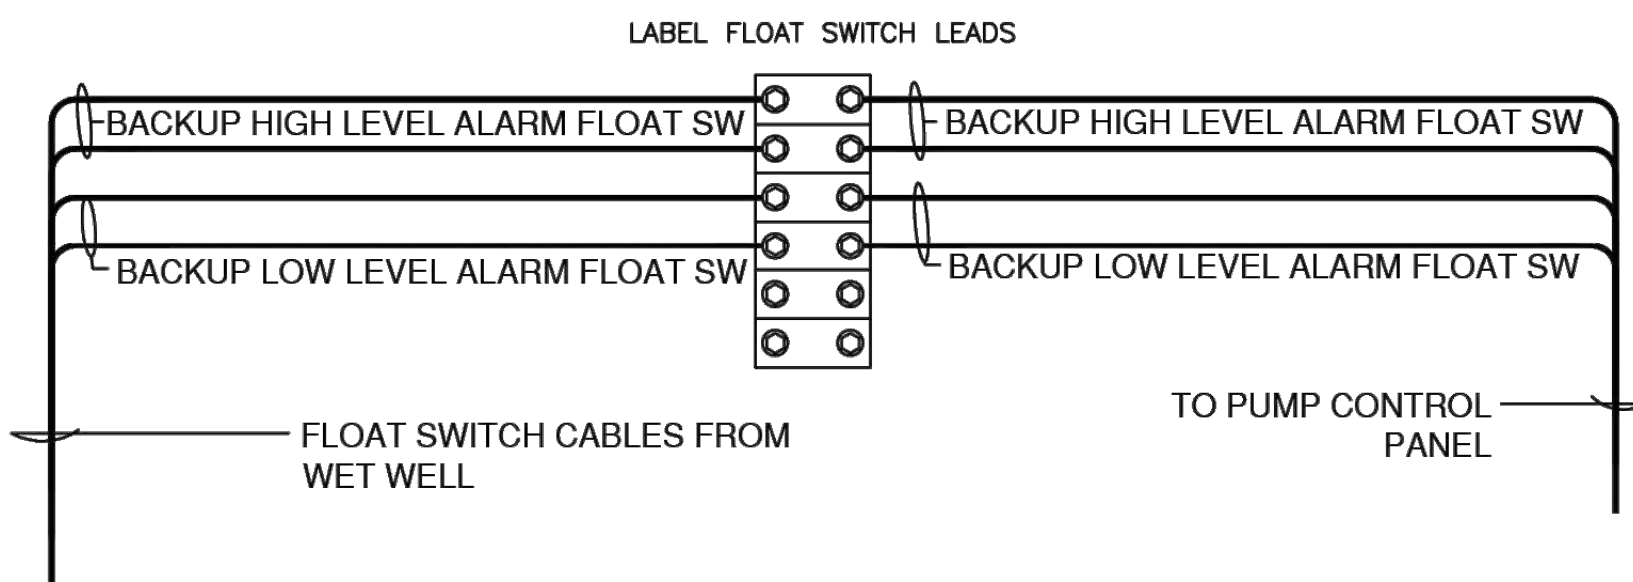 LABEL FLOAT SWITCH LEADS
BACKUP HIGH LEVEL ALARM FLOAT SW
BACKUP HIGH LEVEL ALARM FLOAT SW
BACKUP LOW LEVEL ALARM FLOAT SW
BACKUP LOW LEVEL ALARM FLOAT SW
FLOAT SWITCH CABLES FROM
WET WELL
TO PUMP CONTROL
PANEL